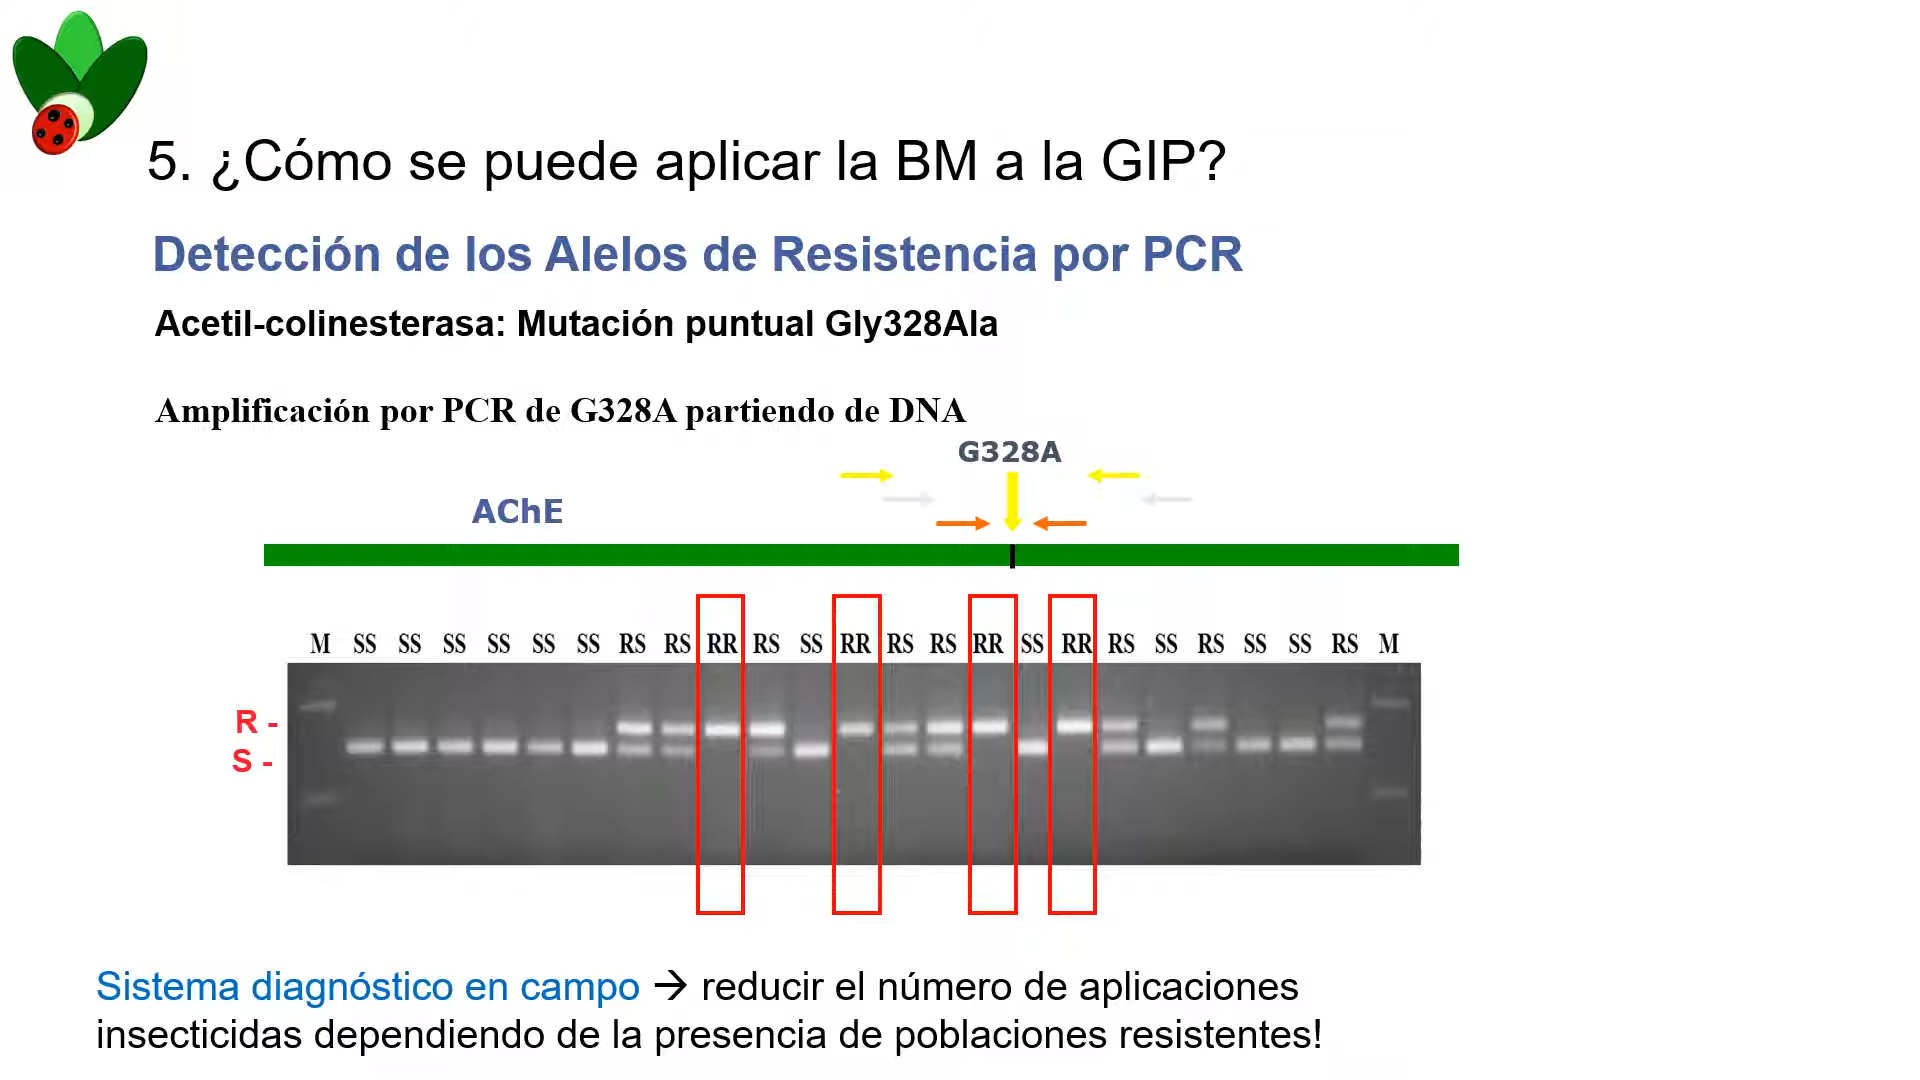 5. ¿Cómo se puede aplicar la BM a la GIP?
Detección de los Alelos de Resistencia por PCR
Acetil-colinesterasa: Mutación puntual Gly328Ala
Amplificación por PCR de G328A partiendo de DNA
G328A
AChE
M SS SS SS SS SS SS RS RS RR RS SS RR RS RS RR SS RR RS SS RS SS SS RS M
R -
S -
Sistema diagnóstico en campo → reducir el número de aplicaciones
insecticidas dependiendo de la presencia de poblaciones resistentes!